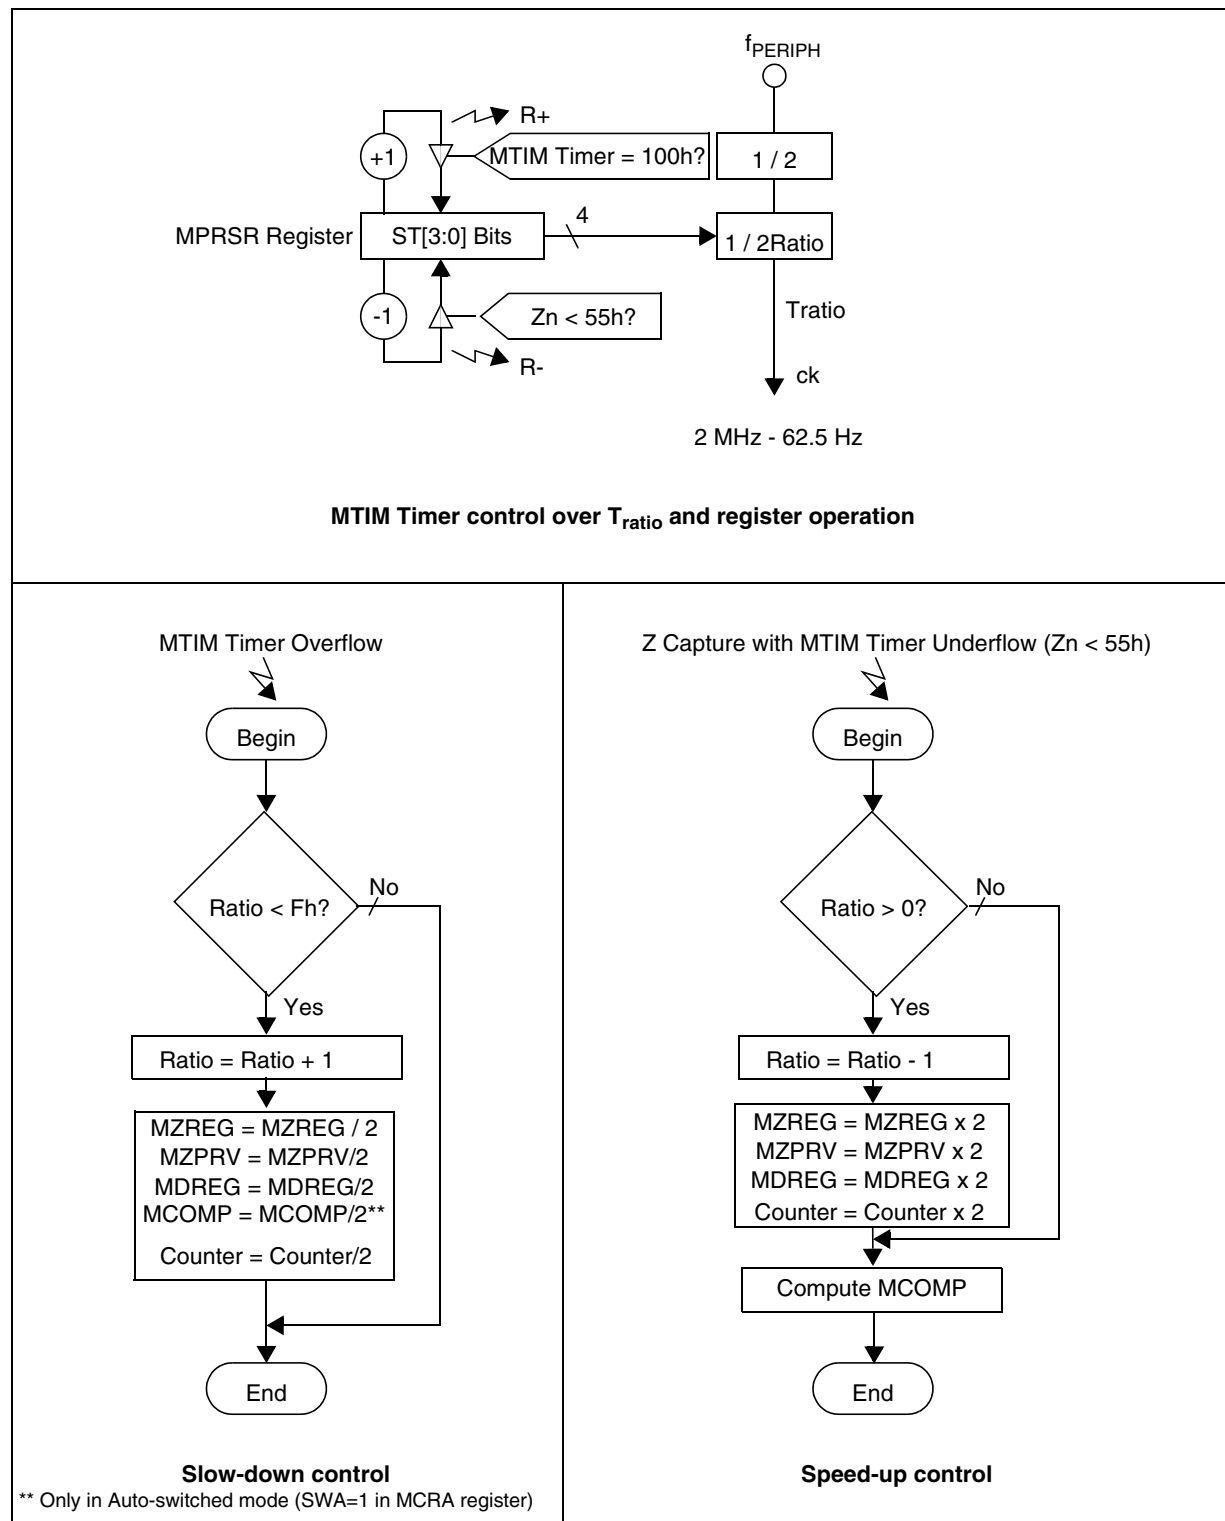 fPERIPH
R+
+1
MTIM Timer = 100h?
1 / 2
4
MPRSR Register
ST[3:0] Bits
1 / 2Ratio
-1
Zn < 55h?
Tratio
R-
ck
2 MHz - 62.5 Hz
MTIM Timer control over Tratio and register operation
MTIM Timer Overflow
Begin
Ratio < Fh?
No
Yes
Ratio = Ratio + 1
MZREG = MZREG / 2
MZPRV = MZPRV/2
MDREG = MDREG/2
MCOMP = MCOMP/2**
Counter = Counter/2
End
Slow-down control
** Only in Auto-switched mode (SWA=1 in MCRA register)
Z Capture with MTIM Timer Underflow (Zn < 55h)
Begin
Ratio > 0?
No
Yes
Ratio = Ratio - 1
MZREG = MZREG x 2
MZPRV = MZPRV x 2
MDREG = MDREG x 2
Counter = Counter x 2
Compute MCOMP
End
Speed-up control